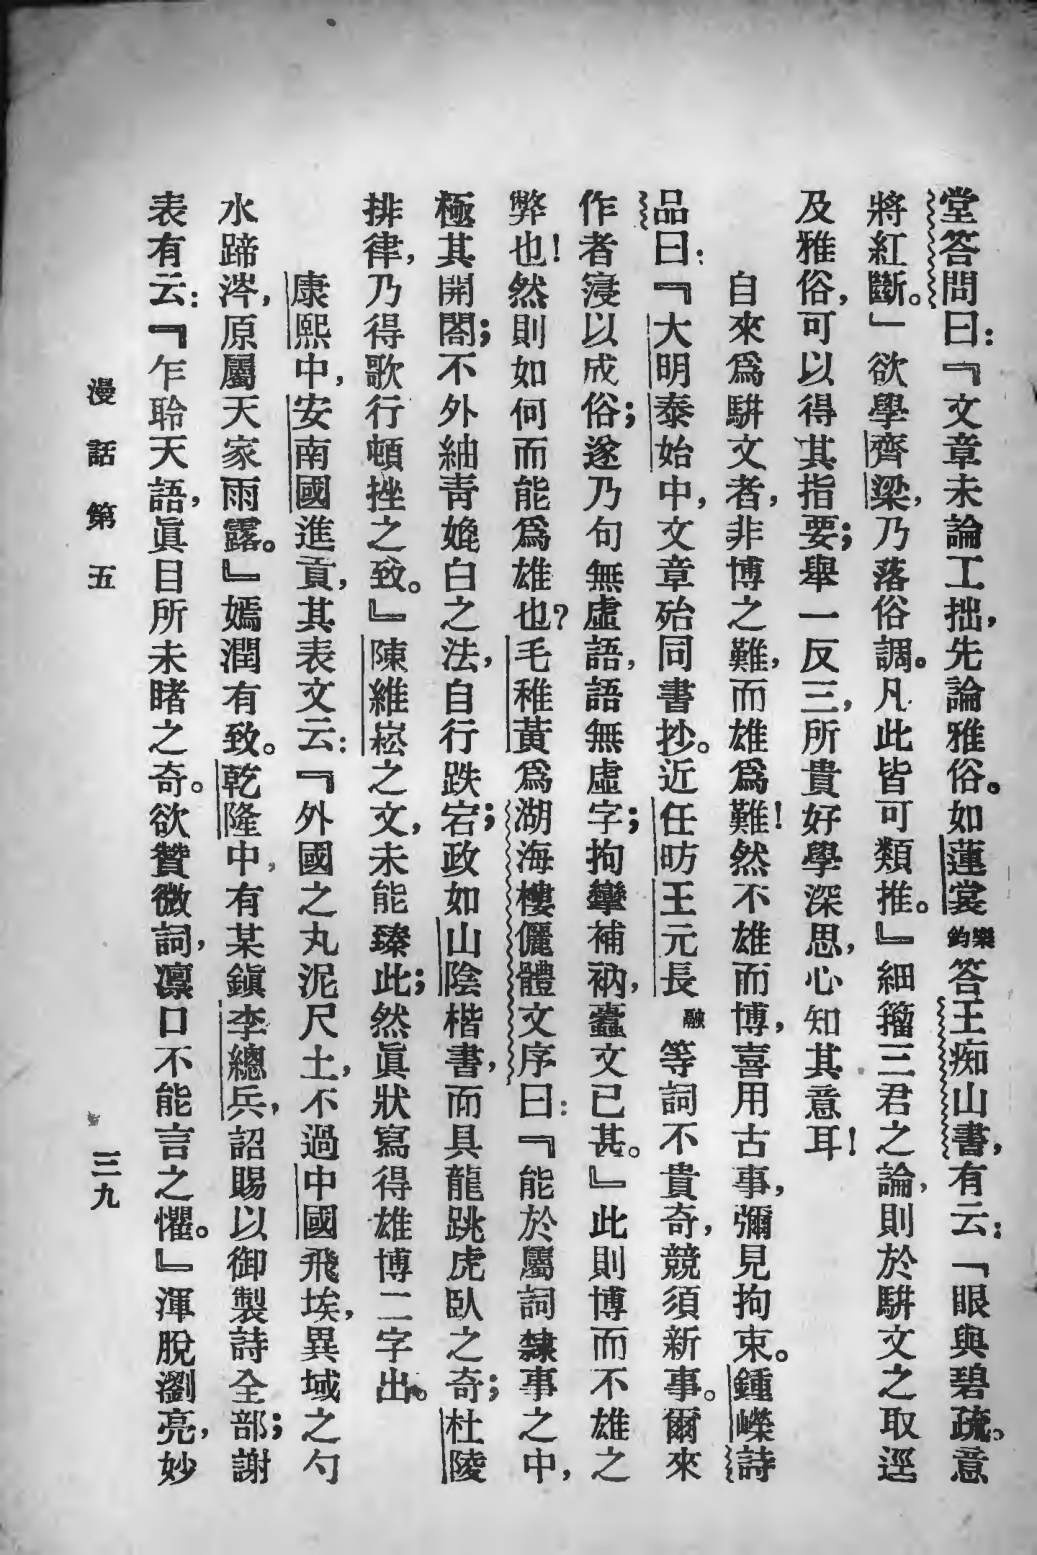 堂答問曰:『文章未論工拙,先論雅俗。如蓮裳樂鈞答王痴山書,有云:「眼與碧疏。意
將紅斷。」欲學齊梁,乃落俗調。凡此皆可類推。』細籀三君之論,則於駢文之取逕
及雅俗,可以得其指要;舉一反三,所貴好學深思,心知其意耳!
自來爲駢文者,非博之難,而雄爲難!然不雄而博,喜用古事,彌見拘束。鍾嶸詩
品曰:『大明泰始中,文章殆同書抄。近任昉王元長融等詞不貴奇,競須新事。爾來
作者寖以成俗;遂乃句無虛語,語無虛字;拘攣補衲,蠹文已甚。』此則博而不雄之
弊也!然則如何而能爲雄也?毛稚黃爲湖海樓儷體文序曰:『能於屬詞隸事之中,
極其開闔;不外紬青媲白之法,自行跌宕;政如山陰楷書,而具龍跳虎臥之奇;杜陵
排律,乃得歌行頓挫之致。』陳維崧之文,未能臻此;然眞狀寫得雄博二字出。
康熙中,安南國進貢,其表文云:『外國之丸泥尺土,不過中國飛埃,異域之勺
水蹄涔,原屬天家雨露。』嫣潤有致。乾隆中,有某鎭李總兵,詔賜以御製詩全部;謝
表有云:『乍聆天語,眞目所未睹之奇。欲贊微詞,凛口不能言之懼。』渾脫瀏亮,妙
漫話第五
三九